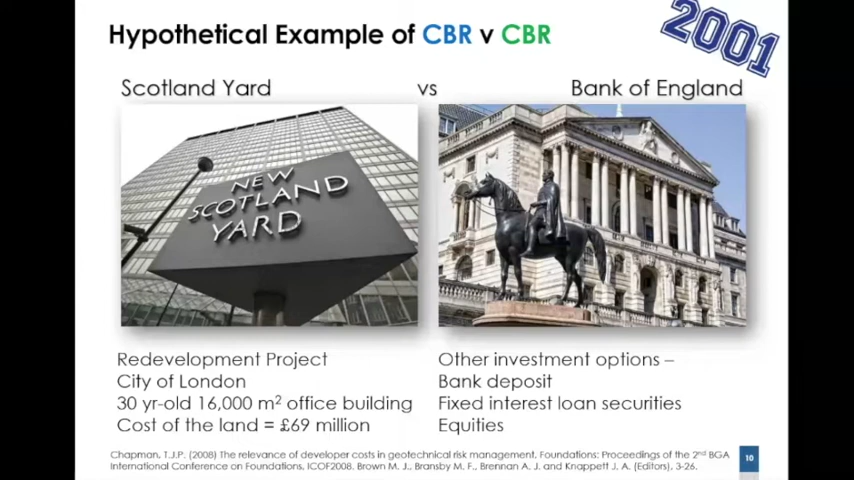 Hypothetical Example of CBR v CBR
2001
Scotland Yard vs Bank of England
NEW
SCOTLAND
YARD
Redevelopment Project
City of London
30 yr-old 16,000 m² office building
Cost of the land = £69 million
Other investment options –
Bank deposit
Fixed interest loan securities
Equities
Chapman, T.J.P. (2008) The relevance of developer costs in geotechnical risk management. Foundations: Proceedings of the 2nd BGA
International Conference on Foundations, ICOF2008. Brown M. J., Bransby M. F., Brennan A. J. and Knappett J. A. (Editors), 3-26.
10